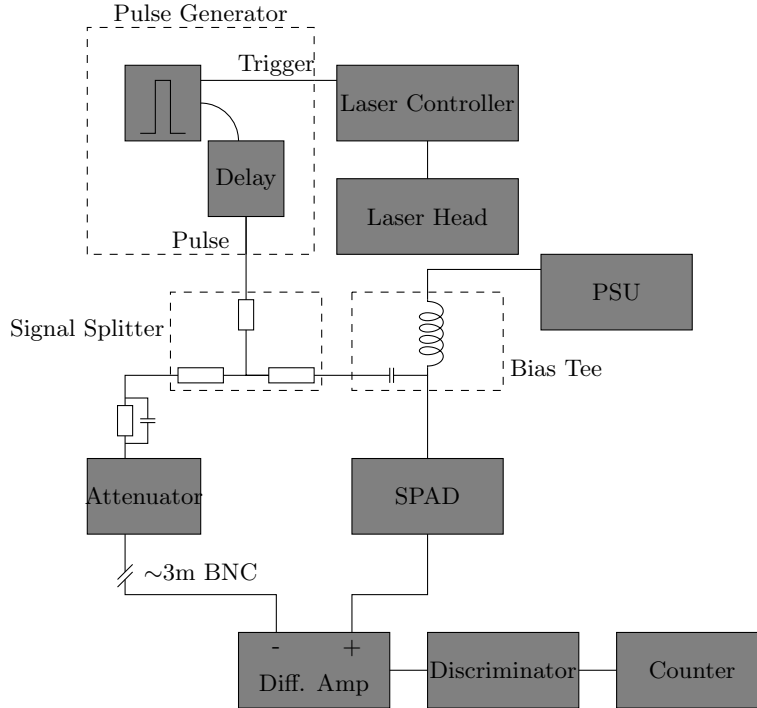 Pulse Generator
Trigger
Laser Controller
Delay
Laser Head
Pulse
PSU
Signal Splitter
Bias Tee
Attenuator
SPAD
~3m BNC
- +
Diff. Amp
Discriminator
Counter